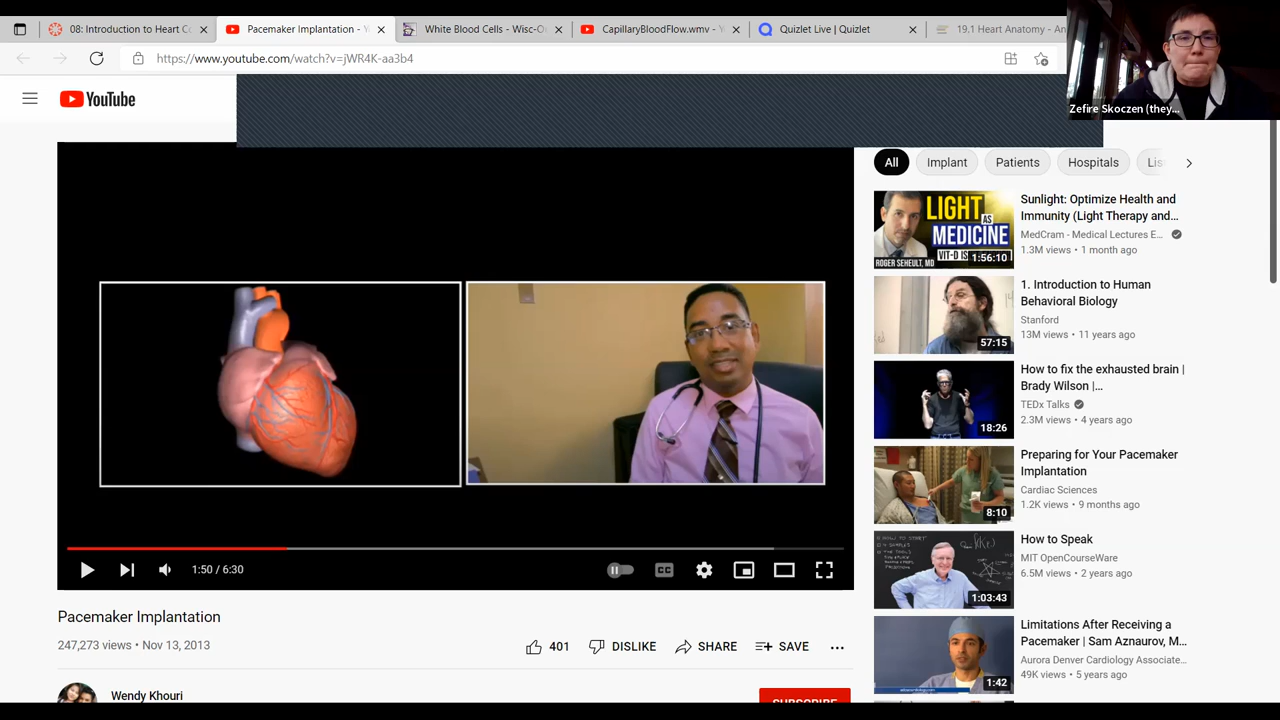 08: Introduction to Heart Co
Pacemaker Implantation - Y
White Blood Cells - Wisc-O
CapillaryBloodFlow.wmv - Y
Quizlet Live | Quizlet
19.1 Heart Anatomy - An
https://www.youtube.com/watch?v=jWR4K-aa3b4
Zefire Skoczen (they...
YouTube
All
Implant
Patients
Hospitals
Lis
LIGHT
AS
MEDICINE
VIT-D IS
ROGER SEHEULT, MD
1:56:10
Sunlight: Optimize Health and
Immunity (Light Therapy and...
MedCram - Medical Lectures E...
1.3M views • 1 month ago
57:15
1. Introduction to Human
Behavioral Biology
Stanford
13M views • 11 years ago
18:26
How to fix the exhausted brain |
Brady Wilson |...
TEDx Talks
2.3M views • 4 years ago
8:10
Preparing for Your Pacemaker
Implantation
Cardiac Sciences
1.2K views • 9 months ago
1:03:43
How to Speak
MIT OpenCourseWare
6.5M views • 2 years ago
1:42
Limitations After Receiving a
Pacemaker | Sam Aznaurov, M...
Aurora Denver Cardiology Associate...
49K views • 5 years ago
1:50 / 6:30
CC
Pacemaker Implantation
247,273 views • Nov 13, 2013
401
DISLIKE
SHARE
SAVE
Wendy Khouri
SUBSCRIBE